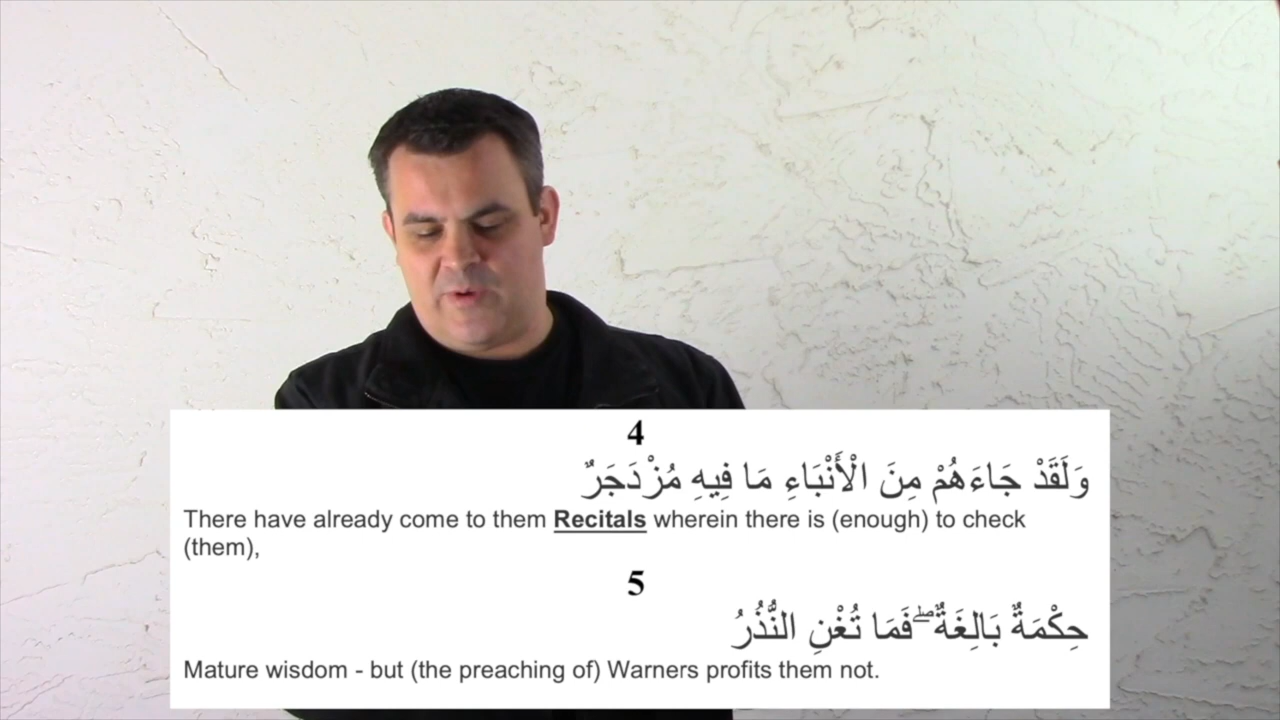 4
وَلَقَدْ جَاءَهُمْ مِنَ الْأَنْبَاءِ مَا فِيهِ مُزْدَجَرٌ
There have already come to them Recitals wherein there is (enough) to check
(them),
5
حِكْمَةٌ بَالِغَةٌ ۖ فَمَا تُغْنِ النُّذُرُ
Mature wisdom - but (the preaching of) Warners profits them not.